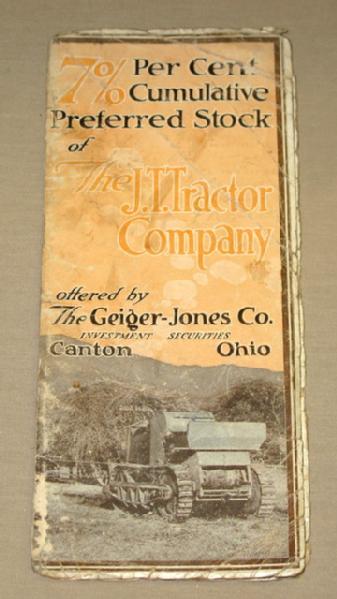 7% Per Cent
Cumulative
Preferred Stock
of
The J.T. Tractor
Company
offered by
The Geiger-Jones Co.
INVESTMENT SECURITIES
Canton Ohio